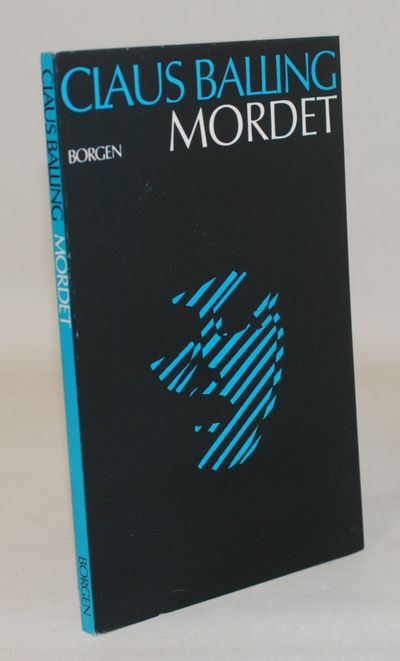 CLAUS BALLING
MORDET
BORGEN
CLAUS BALLING MORDET
BORGEN